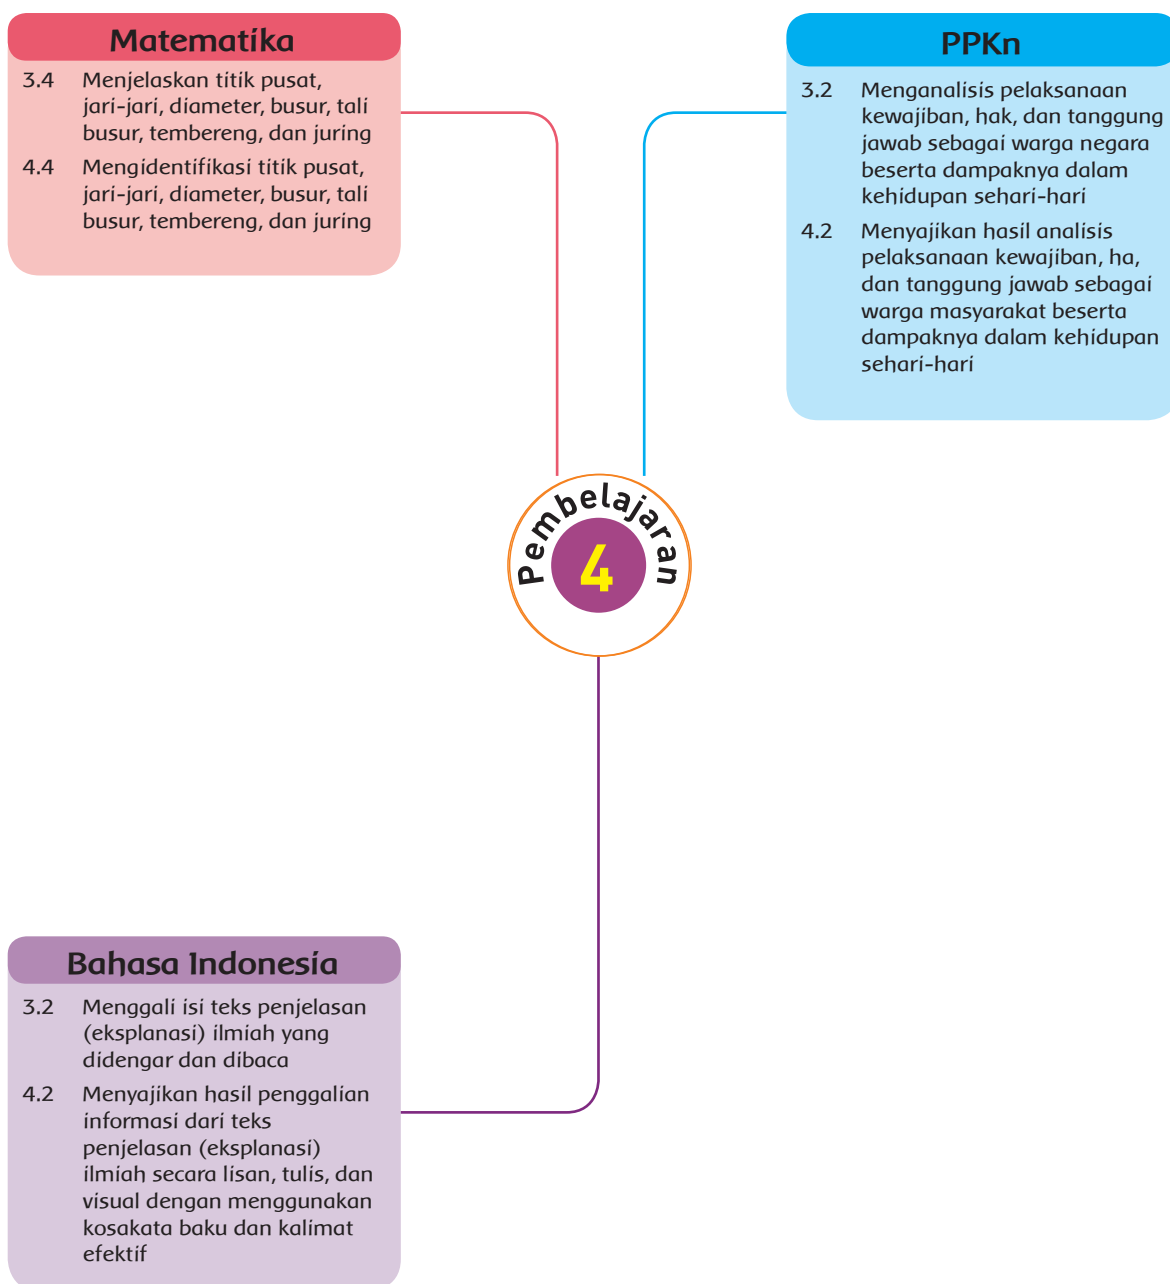 Matematika
3.4 Menjelaskan titik pusat,
jari-jari, diameter, busur, tali
busur, tembereng, dan juring
4.4 Mengidentifikasi titik pusat,
jari-jari, diameter, busur, tali
busur, tembereng, dan juring
PPKn
3.2 Menganalisis pelaksanaan
kewajiban, hak, dan tanggung
jawab sebagai warga negara
beserta dampaknya dalam
kehidupan sehari-hari
4.2 Menyajikan hasil analisis
pelaksanaan kewajiban, ha,
dan tanggung jawab sebagai
warga masyarakat beserta
dampaknya dalam kehidupan
sehari-hari
Pembelajaran
4
Bahasa Indonesia
3.2 Menggali isi teks penjelasan
(eksplanasi) ilmiah yang
didengar dan dibaca
4.2 Menyajikan hasil penggalian
informasi dari teks
penjelasan (eksplanasi)
ilmiah secara lisan, tulis, dan
visual dengan menggunakan
kosakata baku dan kalimat
efektif